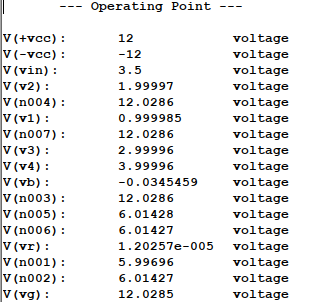 --- Operating Point ---
V(+vcc): 12 voltage
V(-vcc): -12 voltage
V(vin): 3.5 voltage
V(v2): 1.99997 voltage
V(n004): 12.0286 voltage
V(v1): 0.999985 voltage
V(n007): 12.0286 voltage
V(v3): 2.99996 voltage
V(v4): 3.99996 voltage
V(vb): -0.0345459 voltage
V(n003): 12.0286 voltage
V(n005): 6.01428 voltage
V(n006): 6.01427 voltage
V(vr): 1.20257e-005 voltage
V(n001): 5.99696 voltage
V(n002): 6.01427 voltage
V(vg): 12.0285 voltage